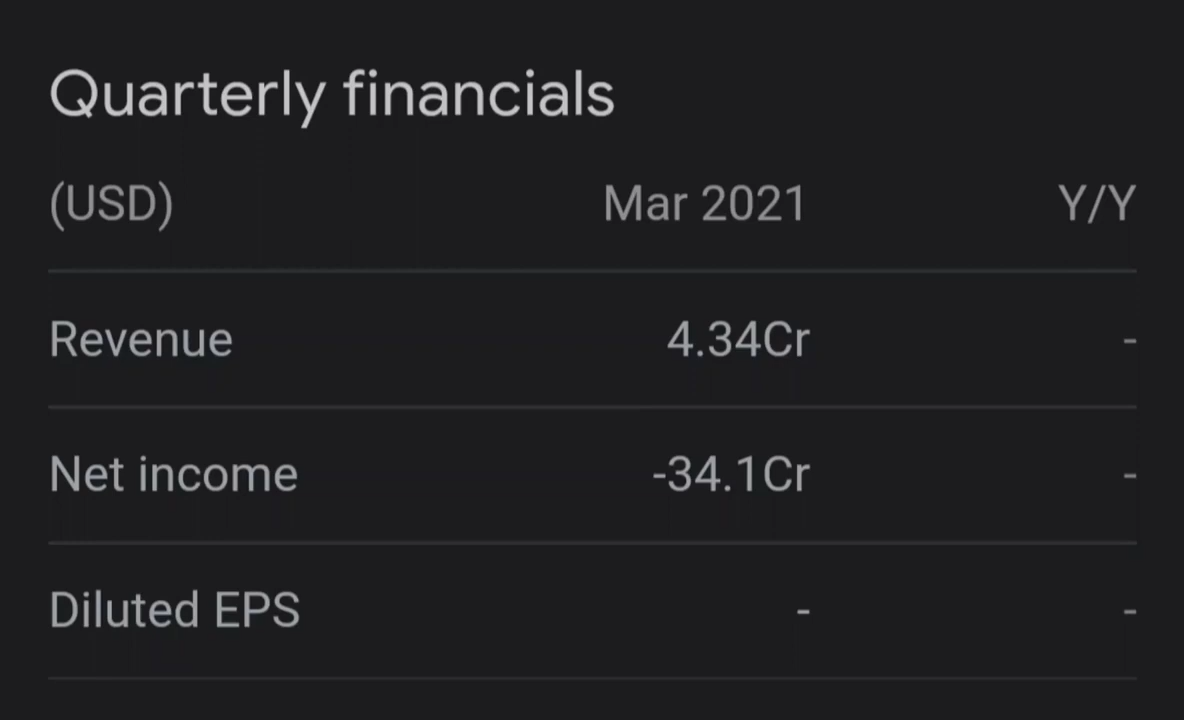 Quarterly financials
(USD) Mar 2021 Y/Y
Revenue 4.34Cr -
Net income -34.1Cr -
Diluted EPS - -